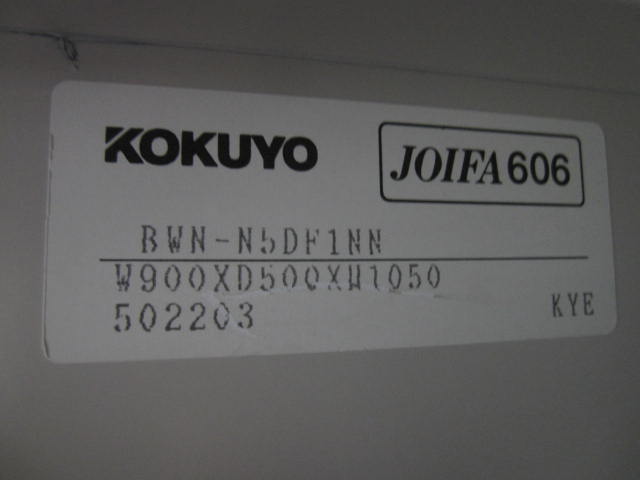 KOKUYO
JOIFA 606
BWN-N5DF1NN
W900XD500XH1050
502203
KYE